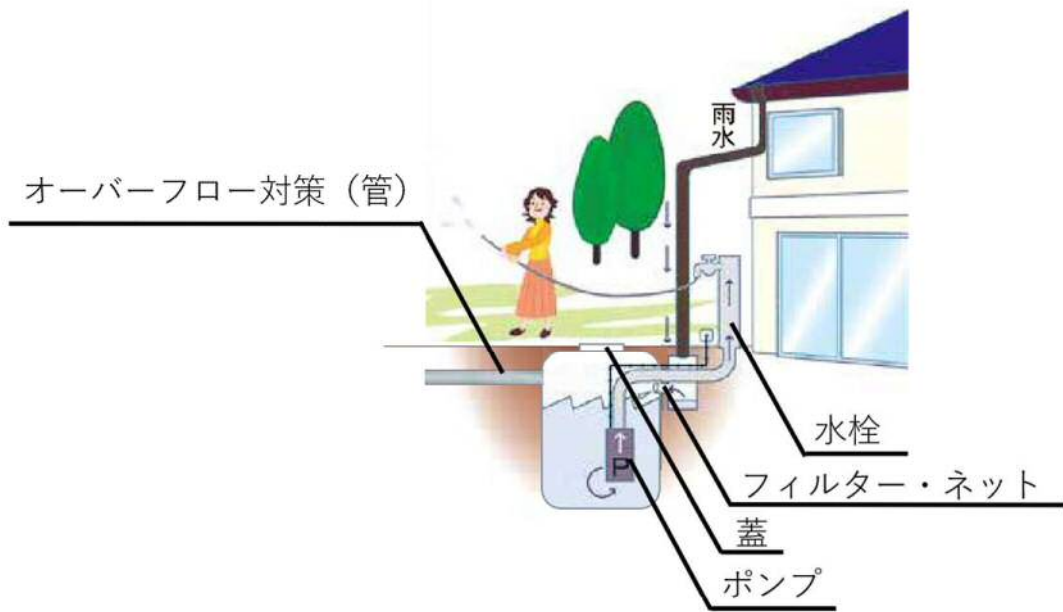 雨水
オーバーフロー対策（管）
P
水栓
フィルター・ネット
蓋
ポンプ